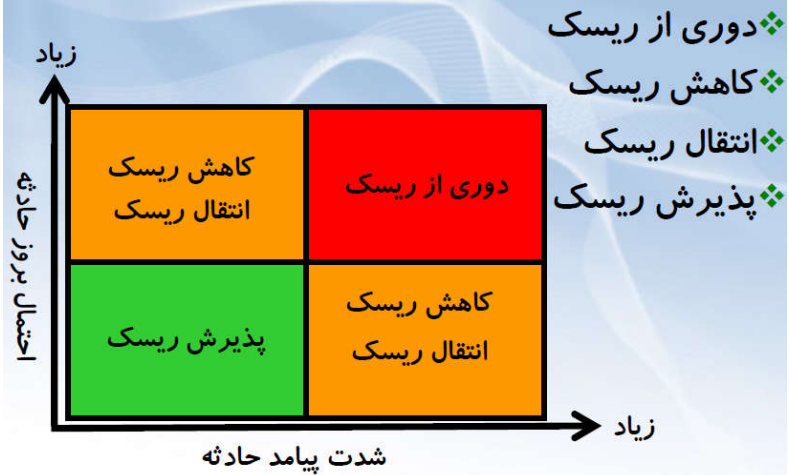 ❖دوری از ریسک
❖کاهش ریسک
❖انتقال ریسک
❖پذیرش ریسک
زیاد
احتمال بروز حادثه
دوری از ریسک
کاهش ریسک
انتقال ریسک
کاهش ریسک
انتقال ریسک
پذیرش ریسک
زیاد
شدت پیامد حادثه